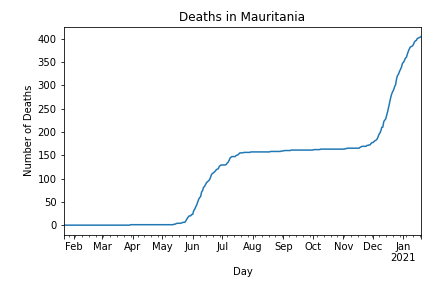 Deaths in Mauritania
400
350
300
250
200
150
100
50
0
Number of Deaths
Feb Mar Apr May Jun Jul Aug Sep Oct Nov Dec Jan
2021
Day